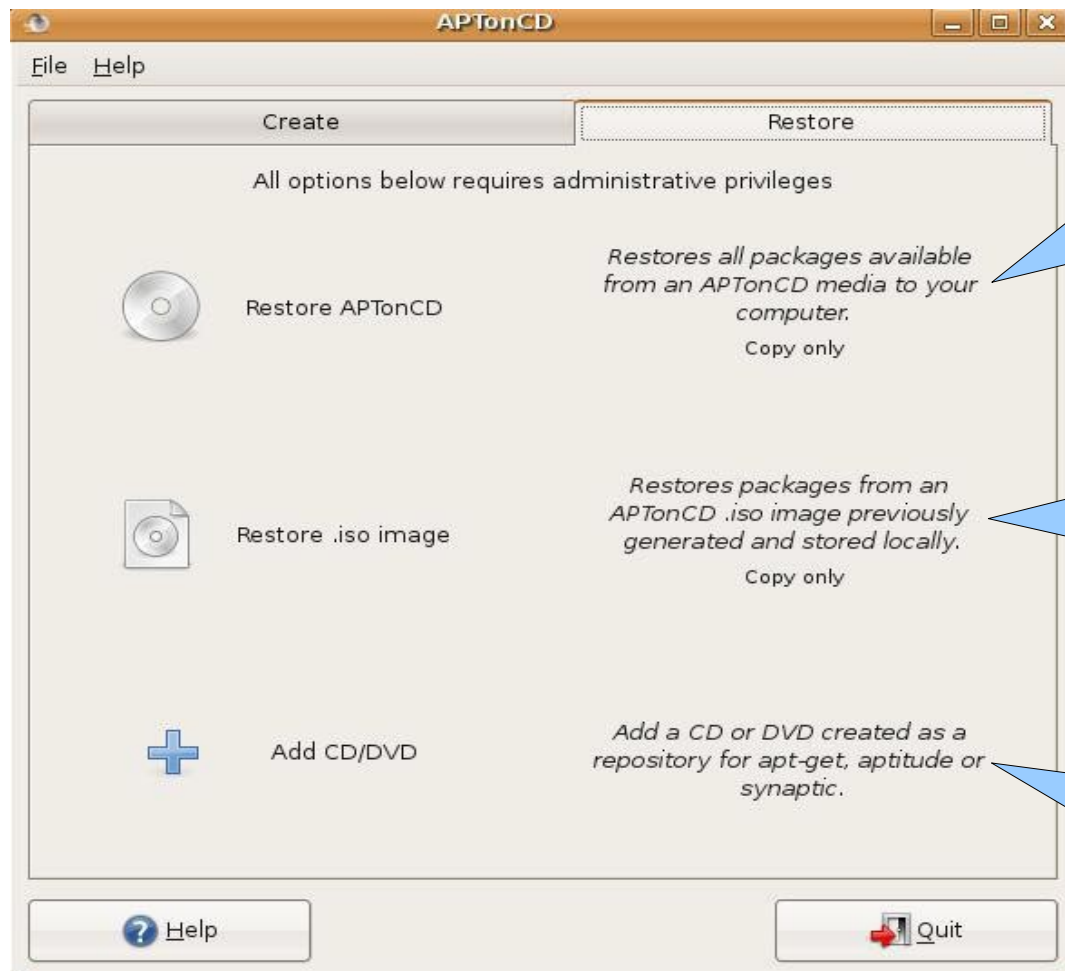 APTonCD
File Help
Create Restore
All options below requires administrative privileges
Restore APTonCD
Restores all packages available
from an APTonCD media to your
computer.
Copy only
Restore .iso image
Restores packages from an
APTonCD .iso image previously
generated and stored locally.
Copy only
Add CD/DVD
Add a CD or DVD created as a
repository for apt-get, aptitude or
synaptic.
Help Quit